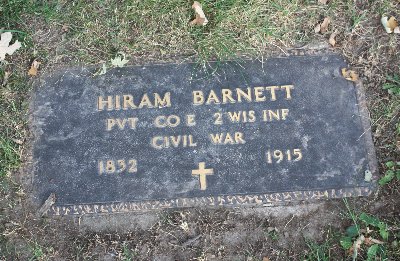 HIRAM BARNETT
PVT CO E 2 WIS INF
CIVIL WAR
1832 1915